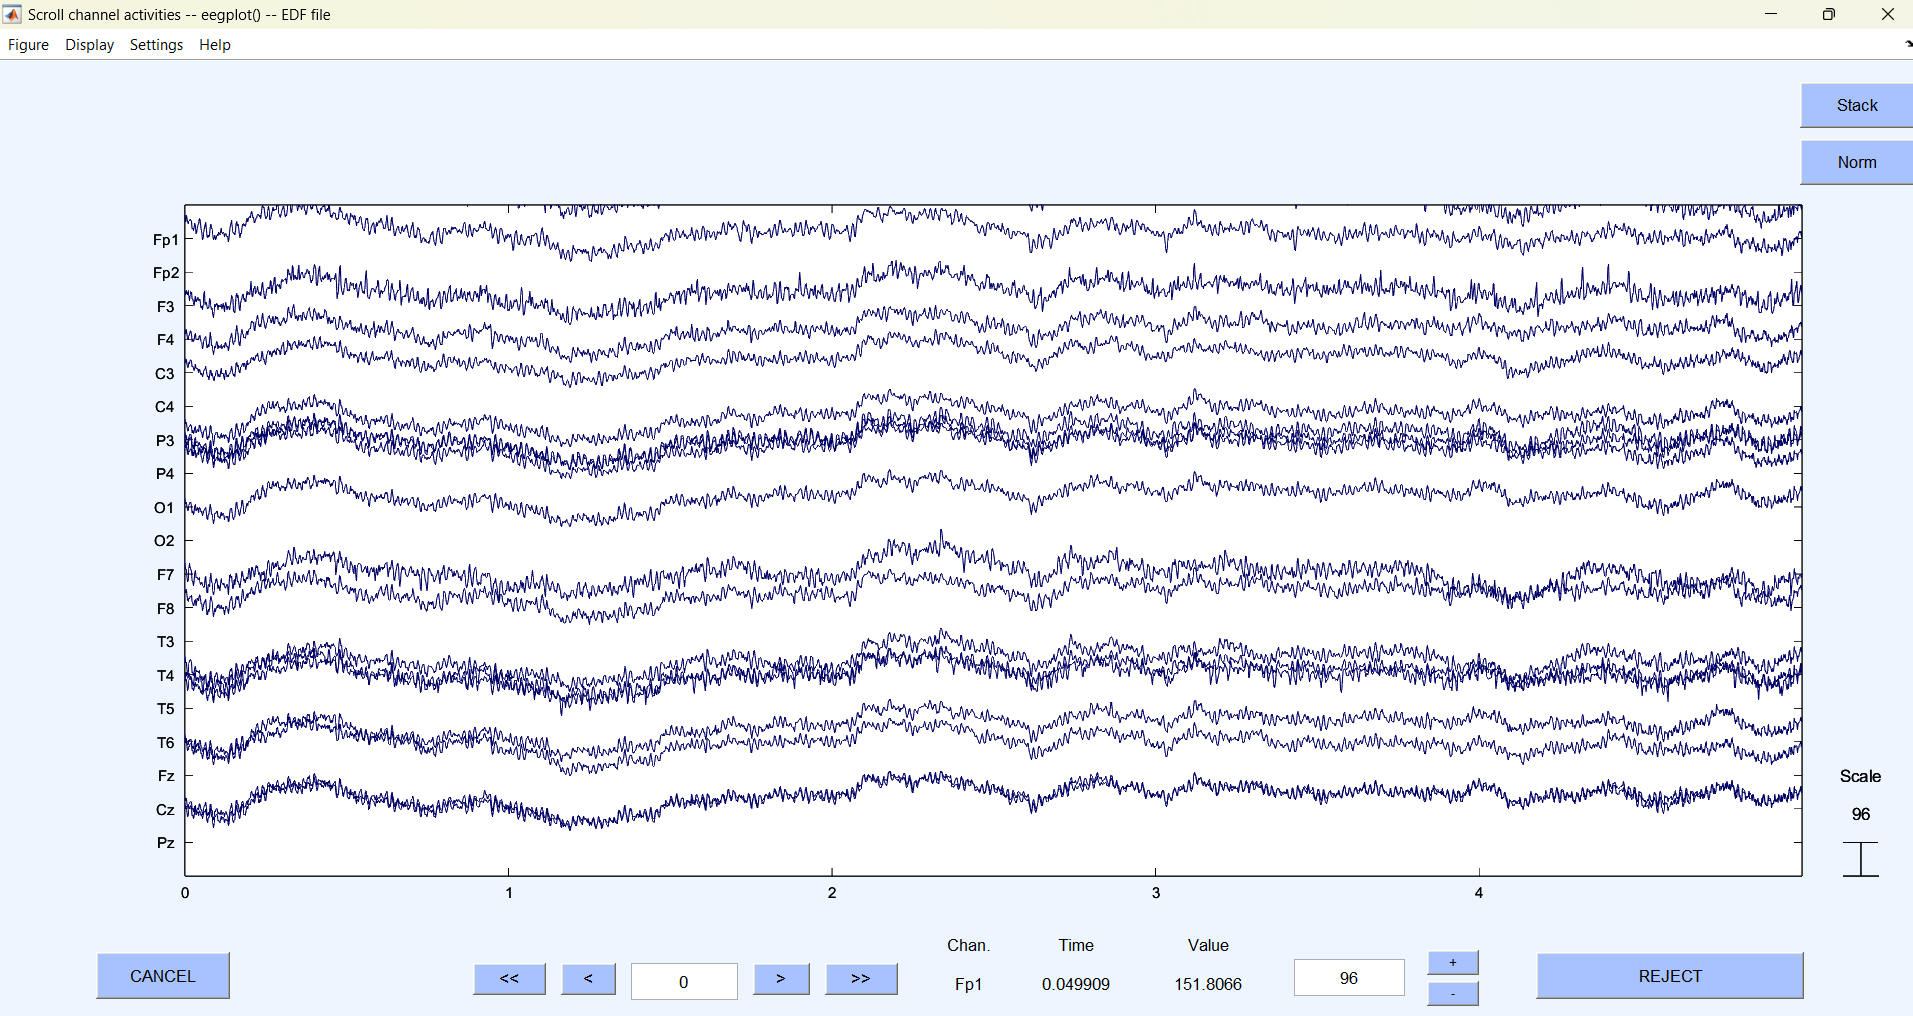 Scroll channel activities -- eegplot() -- EDF file
Figure Display Settings Help
Stack
Norm
Fp1
Fp2
F3
F4
C3
C4
P3
P4
O1
O2
F7
F8
T3
T4
T5
T6
Fz
Cz
Pz
0 1 2 3 4
Scale
96
Chan. Time Value
CANCEL << < 0 > >> Fp1 0.049909 151.8066 96 + - REJECT